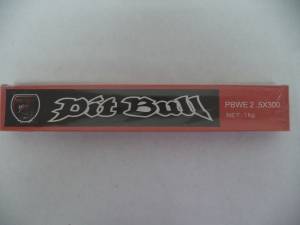 Pit Bull
PBWE 2.5X300
NET: 1kg